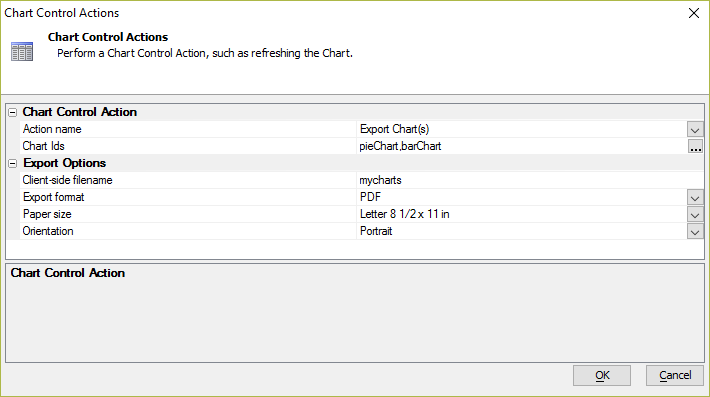 Chart Control Actions
Chart Control Actions
Perform a Chart Control Action, such as refreshing the Chart.
Chart Control Action
Action name Export Chart(s)
Chart Ids pieChart,barChart ...
Export Options
Client-side filename mycharts
Export format PDF
Paper size Letter 8 1/2 x 11 in
Orientation Portrait
Chart Control Action
OK Cancel